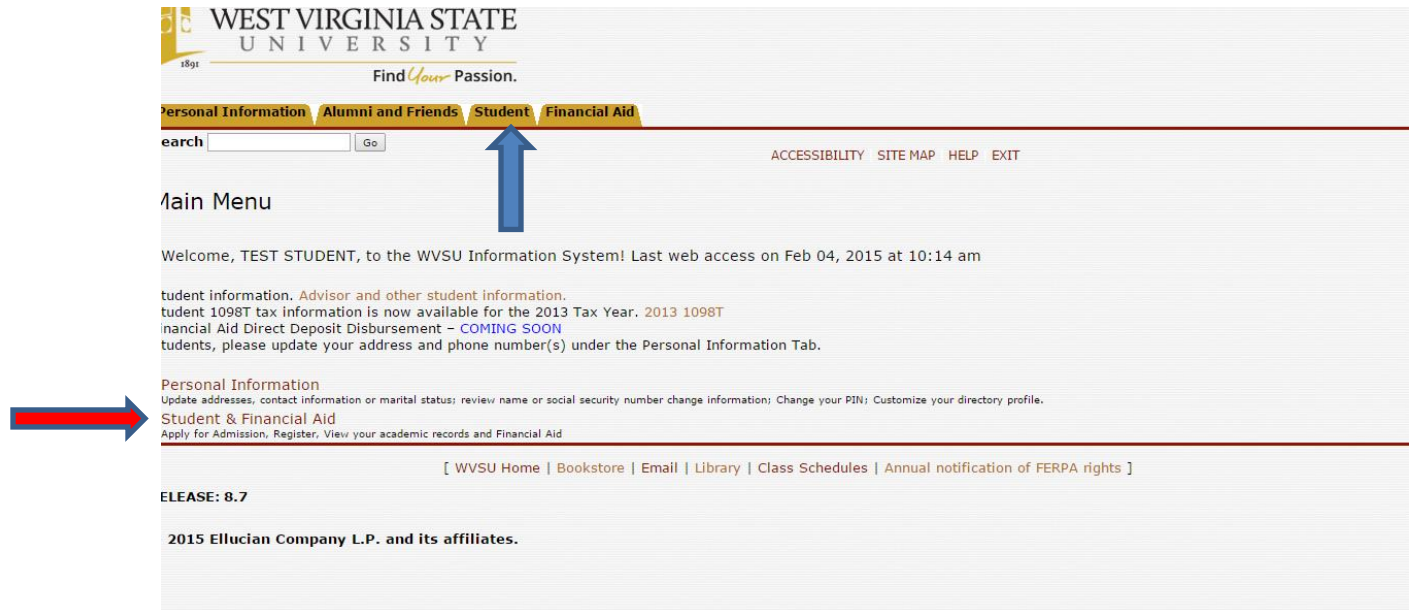 WEST VIRGINIA STATE
UNIVERSITY
1891
Find Your Passion.
Personal Information Alumni and Friends Student Financial Aid
earch Go
ACCESSIBILITY SITE MAP HELP EXIT
Main Menu
Welcome, TEST STUDENT, to the WVSU Information System! Last web access on Feb 04, 2015 at 10:14 am
tudent information. Advisor and other student information.
tudent 1098T tax information is now available for the 2013 Tax Year. 2013 1098T
inancial Aid Direct Deposit Disbursement – COMING SOON
tudents, please update your address and phone number(s) under the Personal Information Tab.
Personal Information
Update addresses, contact information or marital status; review name or social security number change information; Change your PIN; Customize your directory profile.
Student & Financial Aid
Apply for Admission, Register, View your academic records and Financial Aid
[ WVSU Home | Bookstore | Email | Library | Class Schedules | Annual notification of FERPA rights ]
ELEASE: 8.7
2015 Ellucian Company L.P. and its affiliates.